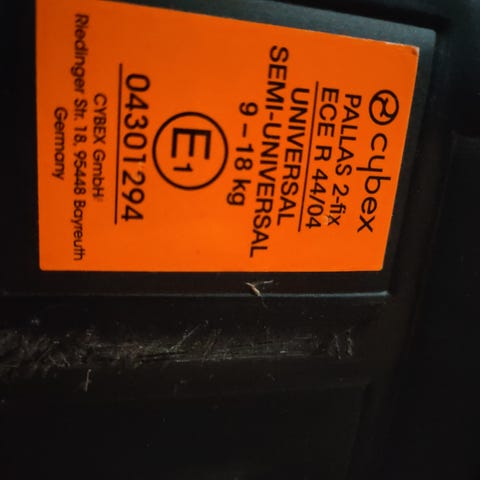 cybex
PALLAS 2-fix
ECE R 44/04
UNIVERSAL
SEMI-UNIVERSAL
9 – 18 kg
E1
04301294
CYBEX GmbH
Riedinger Str. 18, 95448 Bayreuth
Germany